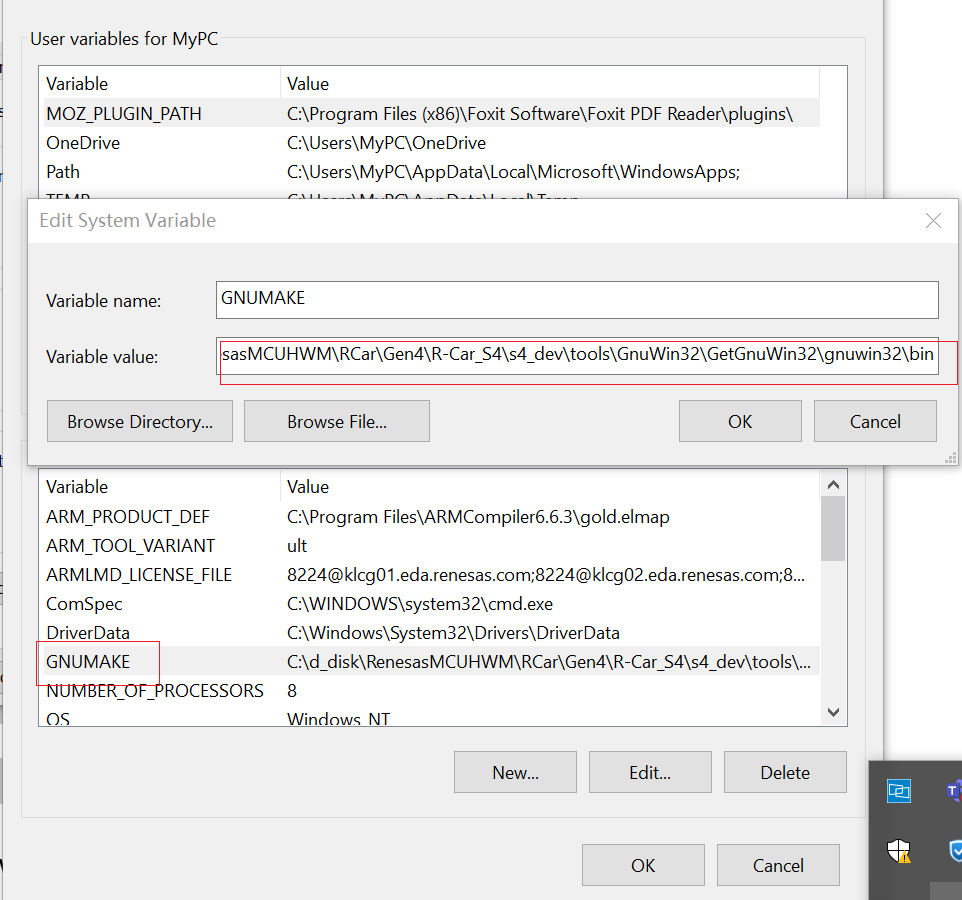 User variables for MyPC
Variable Value
MOZ_PLUGIN_PATH C:\Program Files (x86)\Foxit Software\Foxit PDF Reader\plugins\
OneDrive C:\Users\MyPC\OneDrive
Path C:\Users\MyPC\AppData\Local\Microsoft\WindowsApps;
TEMP C:\Users\MyPC\AppData\Local\Temp
Edit System Variable
Variable name: GNUMAKE
Variable value: sasMCUHWM\RCar\Gen4\R-Car_S4\s4_dev\tools\GnuWin32\GetGnuWin32\gnuwin32\bin
Browse Directory... Browse File... OK Cancel
Variable Value
ARM_PRODUCT_DEF C:\Program Files\ARMCompiler6.6.3\gold.elmap
ARM_TOOL_VARIANT ult
ARMLMD_LICENSE_FILE 8224@klcg01.eda.renesas.com;8224@klcg02.eda.renesas.com;8...
ComSpec C:\WINDOWS\system32\cmd.exe
DriverData C:\Windows\System32\Drivers\DriverData
GNUMAKE C:\d_disk\RenesasMCUHWM\RCar\Gen4\R-Car_S4\s4_dev\tools\...
NUMBER_OF_PROCESSORS 8
OS Windows_NT
New... Edit... Delete
OK Cancel